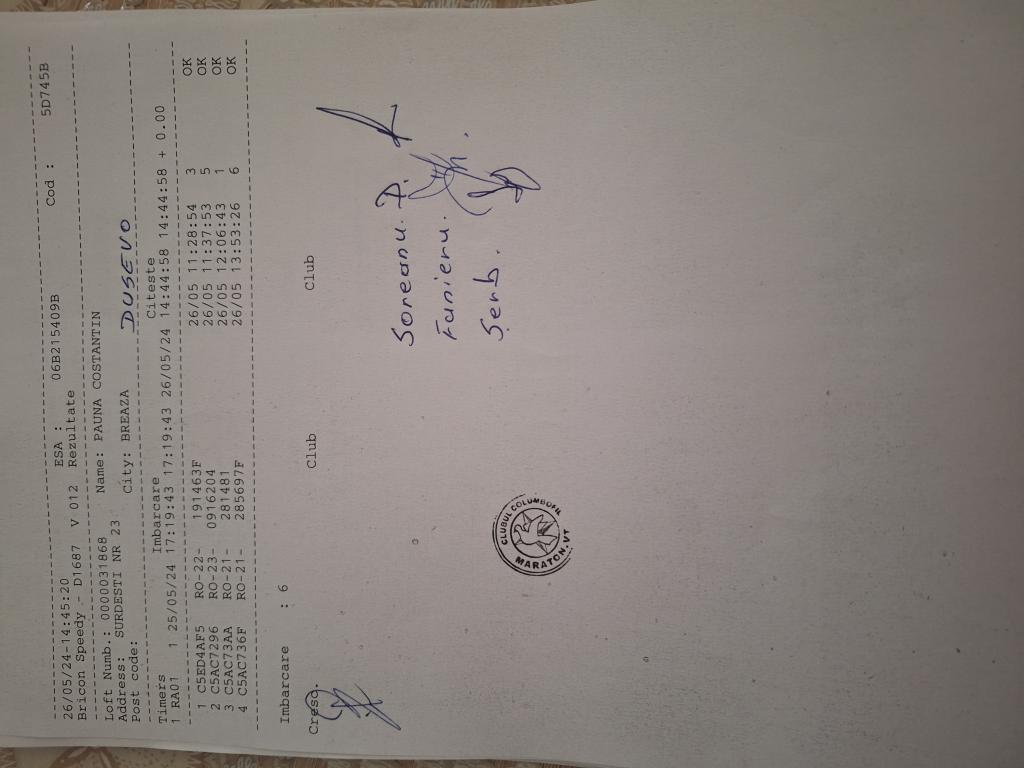 26/05/24-14:45:20 ESA : 06B215409B Cod : 5D745B
Bricon Speedy - D1687 V 012 Rezultate
Loft Numb.: 0000031868 Name: PAUNA COSTANTIN
Address: SURDESTI NR 23
Post code: City: BREAZA DUSEVO
Timers Imbarcare Citeste
1 RA01 1 25/05/24 17:19:43 17:19:43 26/05/24 14:44:58 14:44:58 + 0.00
1 C5ED4AF5 RO-22- 191463F 26/05 11:28:54 3 OK
2 C5AC7296 RO-23- 0916204 26/05 11:37:53 5 OK
3 C5AC73AA RO-21- 281481 26/05 12:06:43 1 OK
4 C5AC736F RO-21- 285697F 26/05 13:53:26 6 OK
Imbarcare : 6
Cresc. Club Club
Soreanu. D.
Funieru.
Șerb.
CLUBUL COLUMBOFIL
MARATON. VT